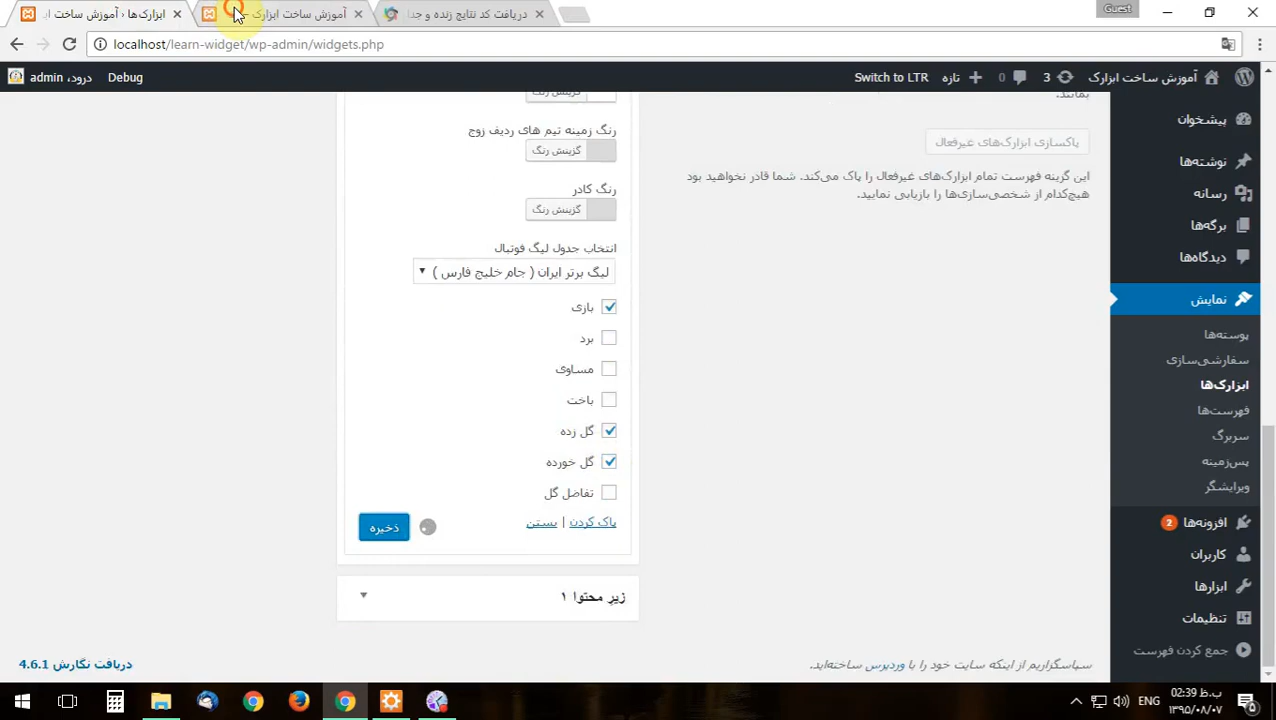 ابزارک‌ها ‹ آموزش ساخت
آموزش ساخت ابزارک
دریافت کد نتایج زنده و جدا
Guest
localhost/learn-widget/wp-admin/widgets.php
آموزش ساخت ابزارک
3
0
تازه
Switch to LTR
Debug
درود، admin
پیشخوان
نوشته‌ها
رسانه
برگه‌ها
دیدگاه‌ها
نمایش
پوسته‌ها
سفارشی‌سازی
ابزارک‌ها
فهرست‌ها
سربرگ
پس‌زمینه
ویرایشگر
افزونه‌ها 2
کاربران
ابزارها
تنظیمات
جمع کردن فهرست
بمانند.
پاکسازی ابزارک‌های غیرفعال
این گزینه فهرست تمام ابزارک‌های غیرفعال را پاک می‌کند. شما قادر نخواهید بود
هیچ‌کدام از شخصی‌سازی‌ها را بازیابی نمایید.
گزینش رنگ
رنگ زمینه تیم های ردیف زوج
گزینش رنگ
رنگ کادر
گزینش رنگ
انتخاب جدول لیگ فوتبال
لیگ برتر ایران ( جام خلیج فارس )
بازی
برد
مساوی
باخت
گل زده
گل خورده
تفاضل گل
پاک کردن | بستن
ذخیره
زیرِ محتوا ۱
سپاسگزاریم از اینکه سایت خود را با وردپرس ساخته‌اید.
دریافت نگارش 4.6.1
ENG
02:39 ب.ظ
۱۳۹۵/۰۸/۰۷